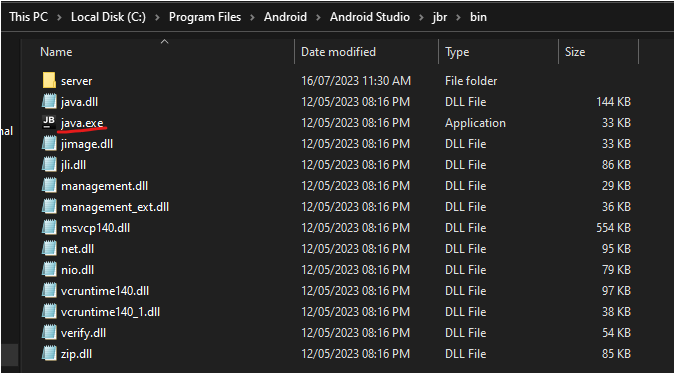 This PC > Local Disk (C:) > Program Files > Android > Android Studio > jbr > bin
Name Date modified Type Size
server 16/07/2023 11:30 AM File folder
java.dll 12/05/2023 08:16 PM DLL File 144 KB
JB java.exe 12/05/2023 08:16 PM Application 33 KB
nal
jimage.dll 12/05/2023 08:16 PM DLL File 33 KB
jli.dll 12/05/2023 08:16 PM DLL File 86 KB
management.dll 12/05/2023 08:16 PM DLL File 29 KB
management_ext.dll 12/05/2023 08:16 PM DLL File 36 KB
msvcp140.dll 12/05/2023 08:16 PM DLL File 554 KB
net.dll 12/05/2023 08:16 PM DLL File 95 KB
nio.dll 12/05/2023 08:16 PM DLL File 79 KB
vcruntime140.dll 12/05/2023 08:16 PM DLL File 97 KB
vcruntime140_1.dll 12/05/2023 08:16 PM DLL File 38 KB
verify.dll 12/05/2023 08:16 PM DLL File 54 KB
zip.dll 12/05/2023 08:16 PM DLL File 85 KB